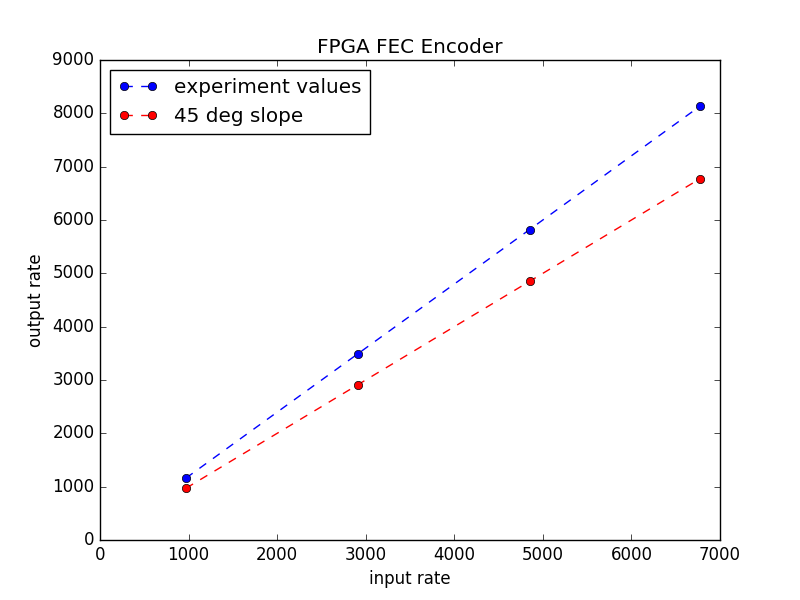 FPGA FEC Encoder
9000
8000
7000
6000
5000
4000
3000
2000
1000
0
experiment values
45 deg slope
output rate
0 1000 2000 3000 4000 5000 6000 7000
input rate